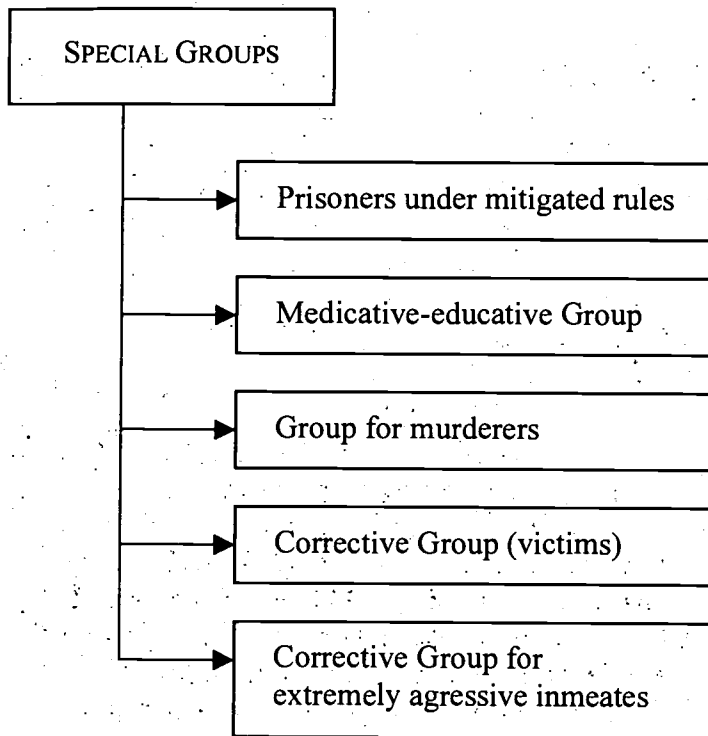 SPECIAL GROUPS
Prisoners under mitigated rules
Medicative-educative Group
Group for murderers
Corrective Group (victims)
Corrective Group for
extremely agressive inmeates